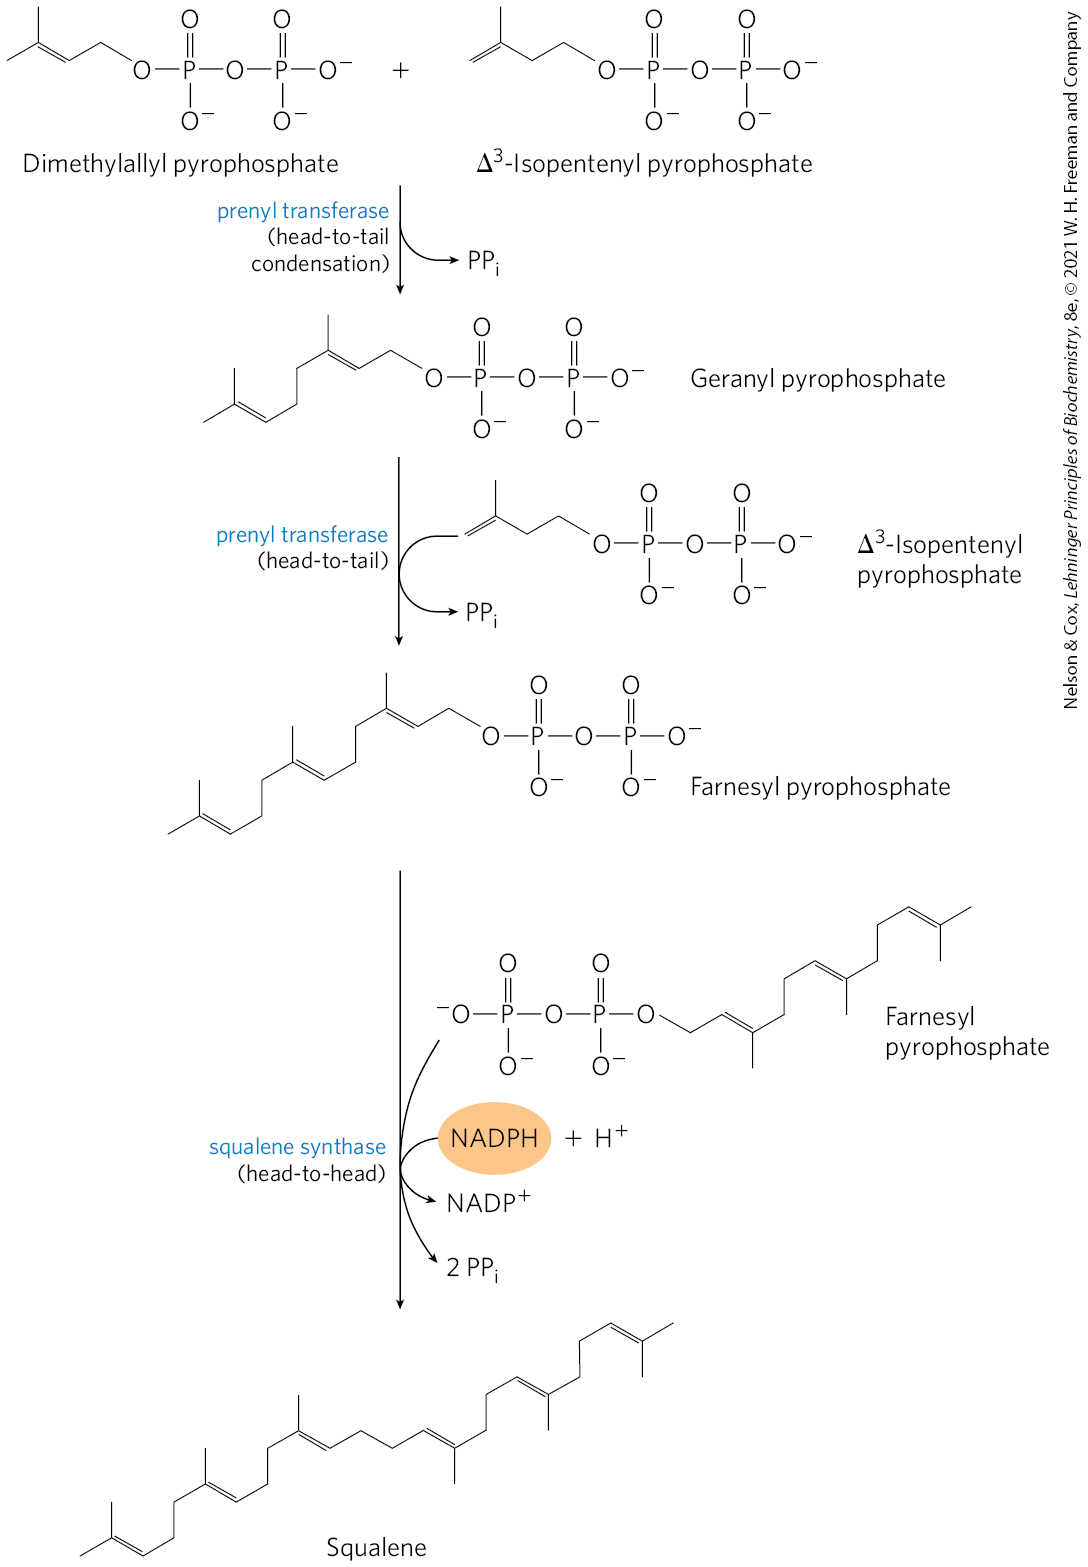 O O O O
O P O P O⁻ + O P O P O⁻
O⁻ O⁻ O⁻ O⁻
Dimethylallyl pyrophosphate
Δ³-Isopentenyl pyrophosphate
prenyl transferase
(head-to-tail
condensation)
PPᵢ
O O
O P O P O⁻
O⁻ O⁻
Geranyl pyrophosphate
O O
O P O P O⁻
O⁻ O⁻
prenyl transferase
(head-to-tail)
Δ³-Isopentenyl
pyrophosphate
PPᵢ
O O
O P O P O⁻
O⁻ O⁻
Farnesyl pyrophosphate
O O
⁻O P O P O
O⁻ O⁻
Farnesyl
pyrophosphate
squalene synthase
(head-to-head)
NADPH + H⁺
NADP⁺
2 PPᵢ
Squalene
Nelson & Cox, Lehninger Principles of Biochemistry, 8e, © 2021 W. H. Freeman and Company